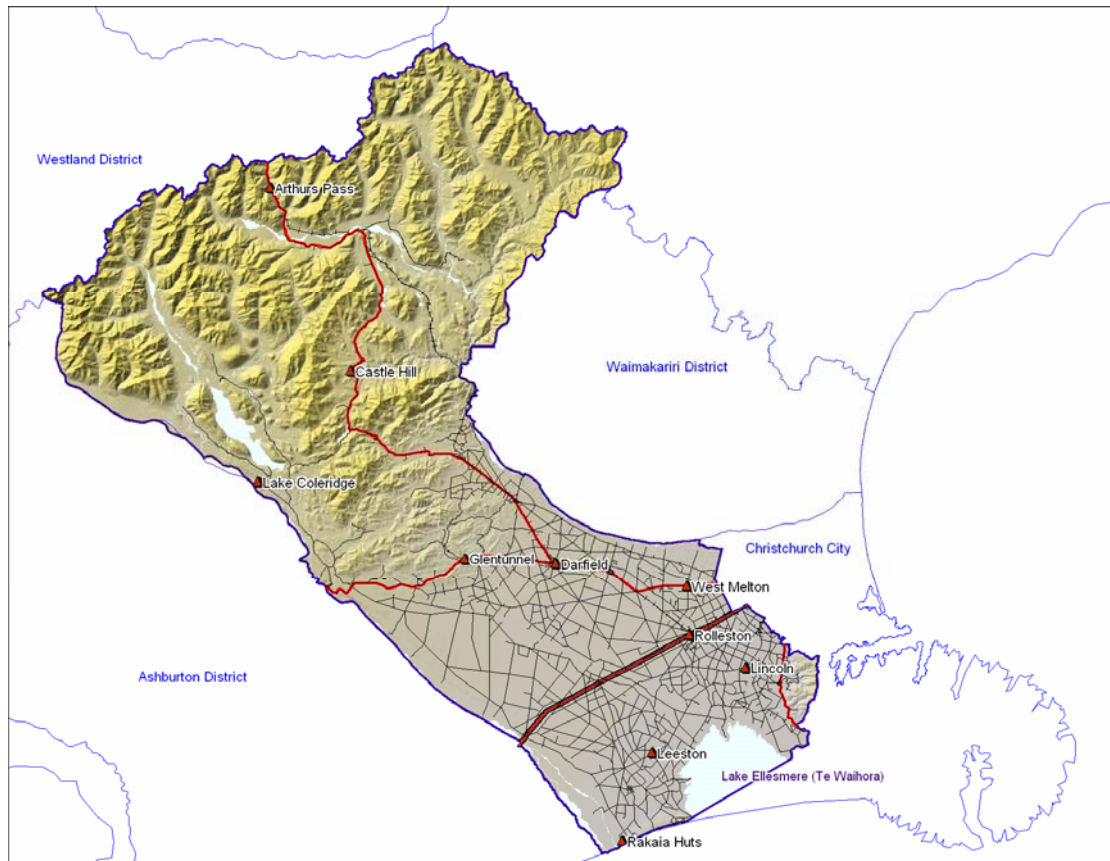 Westland District
Arthurs Pass
Waimakariri District
Castle Hill
Lake Coleridge
Christchurch City
Glentunnel
Darfield
West Melton
Rolleston
Lincoln
Ashburton District
Leeston
Lake Ellesmere (Te Waihora)
Rakaia Huts